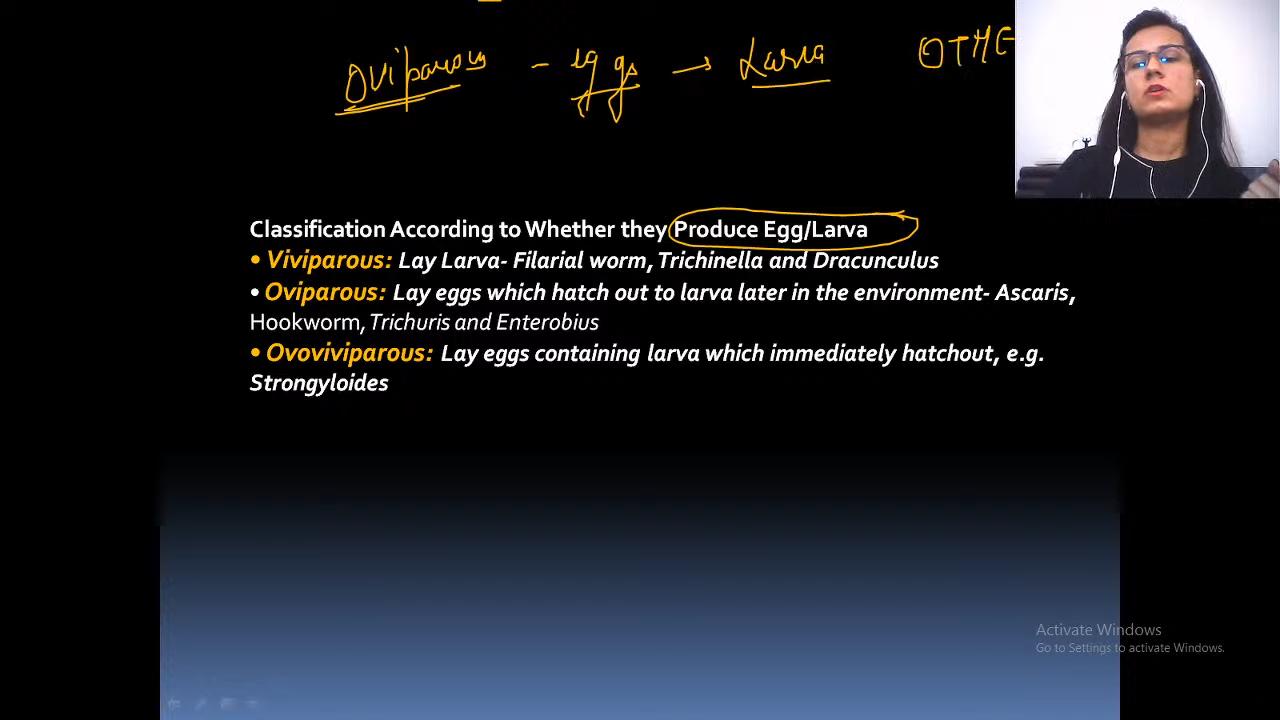 Oviparous - eggs → Larva OTHE
Classification According to Whether they Produce Egg/Larva
• Viviparous: Lay Larva- Filarial worm, Trichinella and Dracunculus
• Oviparous: Lay eggs which hatch out to larva later in the environment- Ascaris,
Hookworm, Trichuris and Enterobius
• Ovoviviparous: Lay eggs containing larva which immediately hatchout, e.g.
Strongyloides
Activate Windows
Go to Settings to activate Windows.